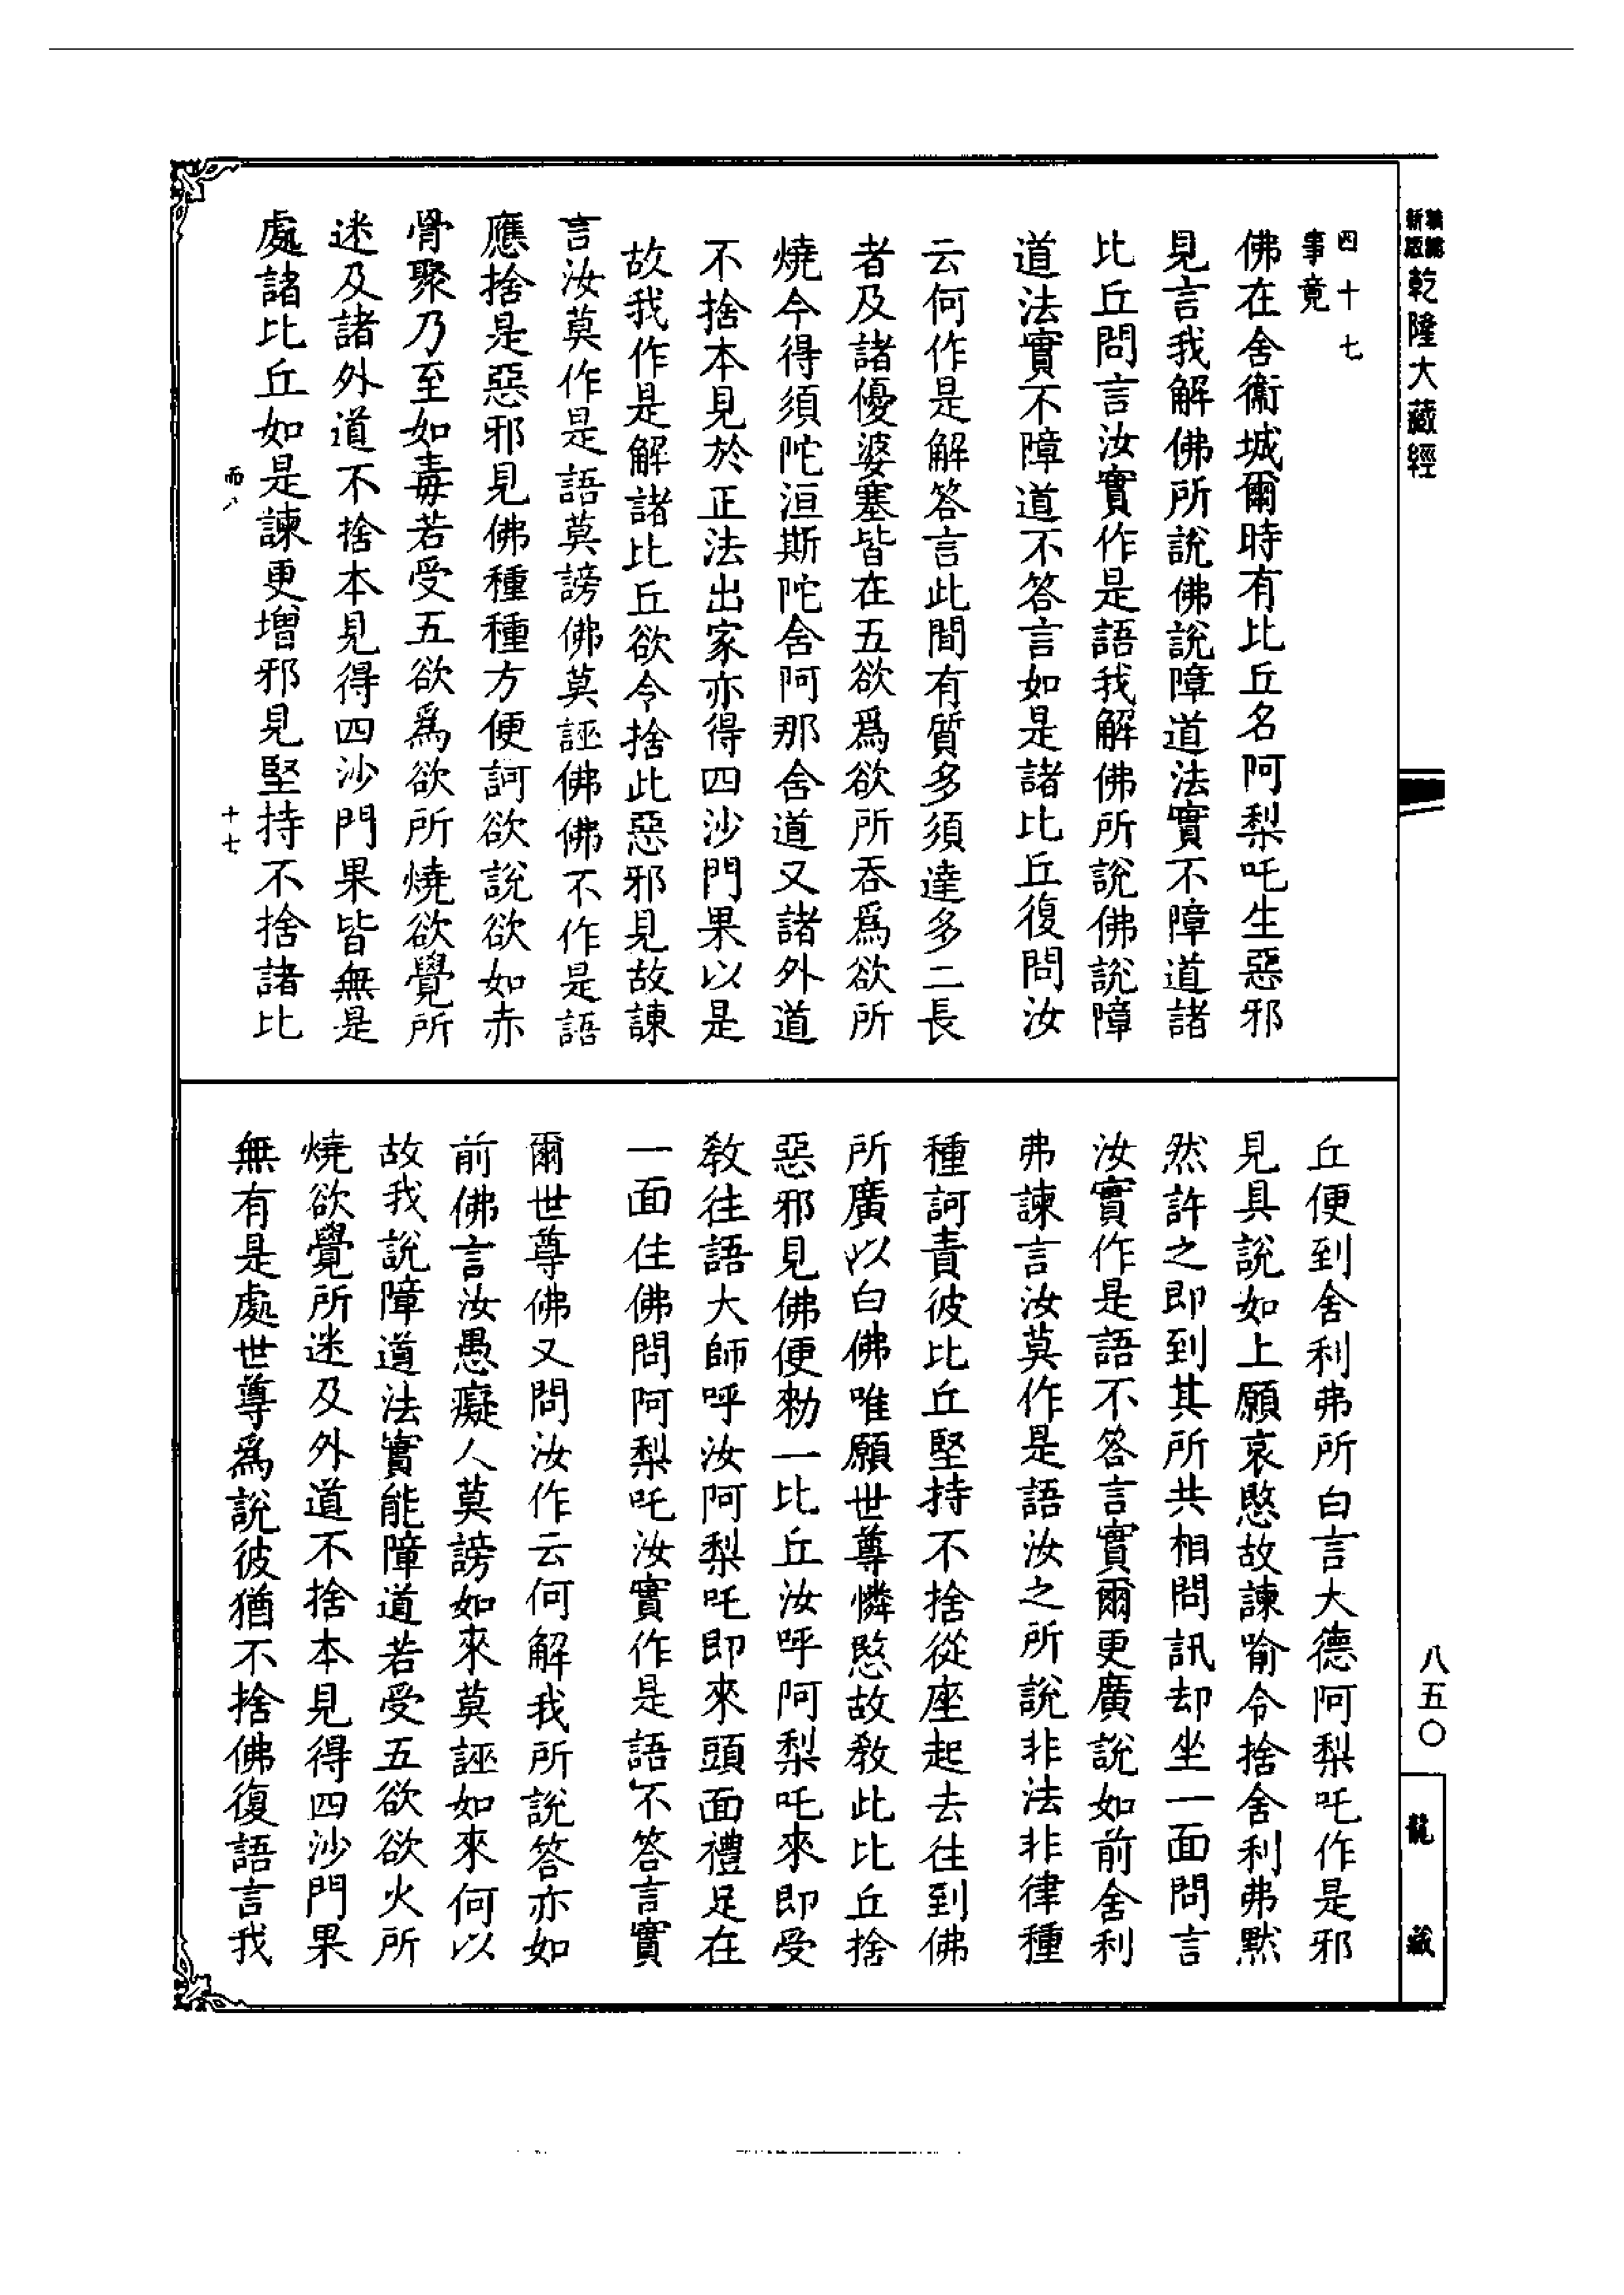 新版
乾隆大藏經
四十七
事竟
佛在舍衞城爾時有比丘名阿梨吒生惡邪
見言我解佛所說佛說障道法實不障道諸
比丘問言汝實作是語我解佛所說佛說障
道法實不障道不答言如是諸比丘復問汝
云何作是解答言此間有質多須達多二長
者及諸優婆塞皆在五欲爲欲所吞爲欲所
燒今得須陀洹斯陀舍阿那舍道又諸外道
不捨本見於正法出家亦得四沙門果以是
故我作是解諸比丘欲令捨此惡邪見故諫
言汝莫作是語莫謗佛莫誣佛佛不作是語
應捨是惡邪見佛種種方便訶欲說欲如赤
骨聚乃至如毒若受五欲爲欲所燒欲覺所
迷及諸外道不捨本見得四沙門果皆無是
處諸比丘如是諫更增邪見堅持不捨諸比
十七
丘便到舍利弗所白言大德阿梨吒作是邪
見具說如上願哀愍故諫喻令捨舍利弗默
然許之即到其所共相問訊却坐一面問言
汝實作是語不答言實爾更廣說如前舍利
弗諫言汝莫作是語汝之所說非法非律種
種訶責彼比丘堅持不捨從座起去往到佛
所廣以白佛唯願世尊憐愍故敎此比丘捨
惡邪見佛便勑一比丘汝呼阿梨吒來即受
敎往語大師呼汝阿梨吒即來頭面禮足在
一面住佛問阿梨吒汝實作是語不答言實
爾世尊佛又問汝作云何解我所說答亦如
前佛言汝愚癡人莫謗如來莫誣如來何以
故我說障道法實能障道若受五欲欲火所
燒欲覺所迷及外道不捨本見得四沙門果
無有是處世尊爲說彼猶不捨佛復語言我
八五〇
龍藏